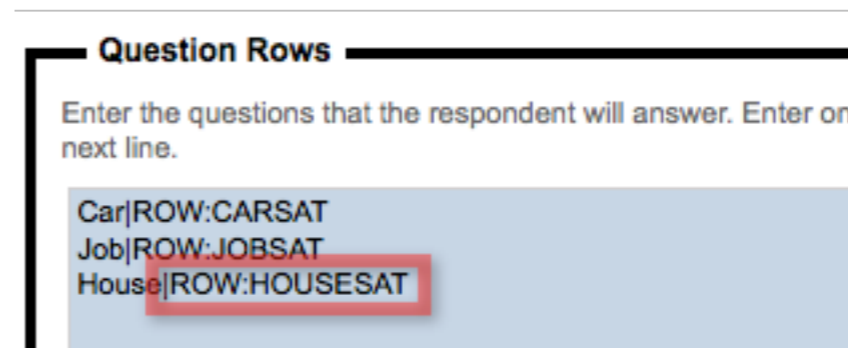 Question Rows
Enter the questions that the respondent will answer. Enter on
next line.
Car|ROW:CARSAT
Job|ROW:JOBSAT
House|ROW:HOUSESAT